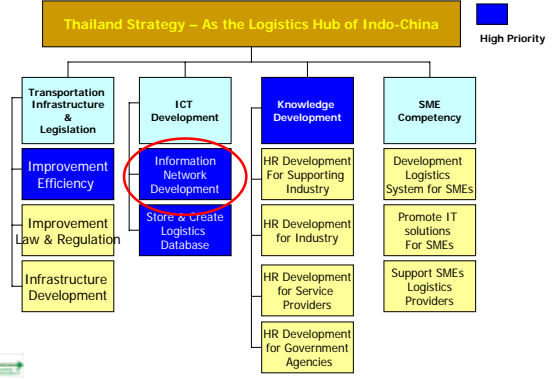 Thailand Strategy – As the Logistics Hub of Indo-China
High Priority
Transportation
Infrastructure
&
Legislation
Improvement
Efficiency
Improvement
Law & Regulation
Infrastructure
Development
ICT
Development
Information
Network
Development
Store & Create
Logistics
Database
Knowledge
Development
HR Development
For Supporting
Industry
HR Development
for Industry
HR Development
for Service
Providers
HR Development
for Government
Agencies
SME
Competency
Development
Logistics
System for SMEs
Promote IT
solutions
For SMEs
Support SMEs
Logistics
Providers